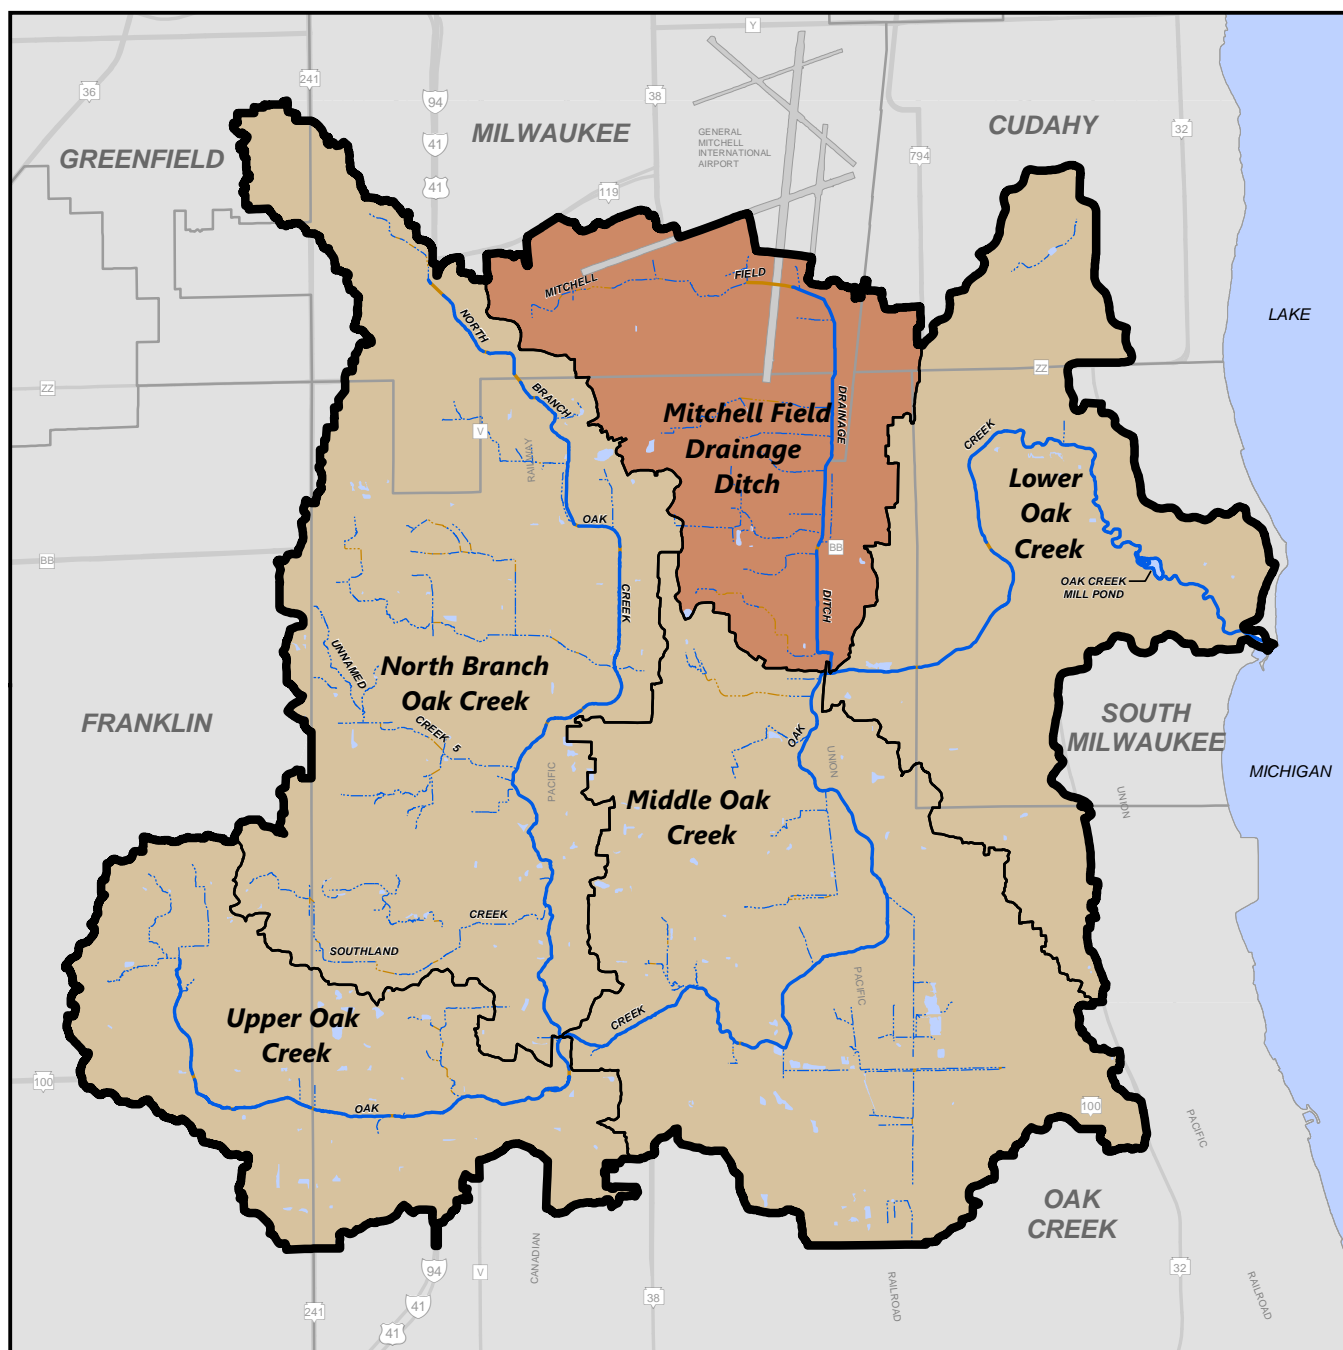 Y
241
36
94
38
MILWAUKEE
CUDAHY
32
41
GENERAL
MITCHELL
INTERNATIONAL
AIRPORT
GREENFIELD
794
41
119
MITCHELL
FIELD
LAKE
NORTH
ZZ
ZZ
BRANCH
DRAINAGE
Mitchell Field
Drainage
Ditch
V
RAILWAY
CREEK
Lower
Oak
Creek
OAK
BB
BB
OAK CREEK
MILL POND
CREEK
DITCH
UNNAMED
North Branch
Oak Creek
FRANKLIN
CREEK 5
OAK
SOUTH
MILWAUKEE
UNION
PACIFIC
MICHIGAN
UNION
Middle Oak
Creek
CREEK
SOUTHLAND
PACIFIC
Upper Oak
Creek
CREEK
100
OAK
100
PACIFIC
OAK
CREEK
CANADIAN
94
V
32
RAILROAD
RAILROAD
38
41
241
41